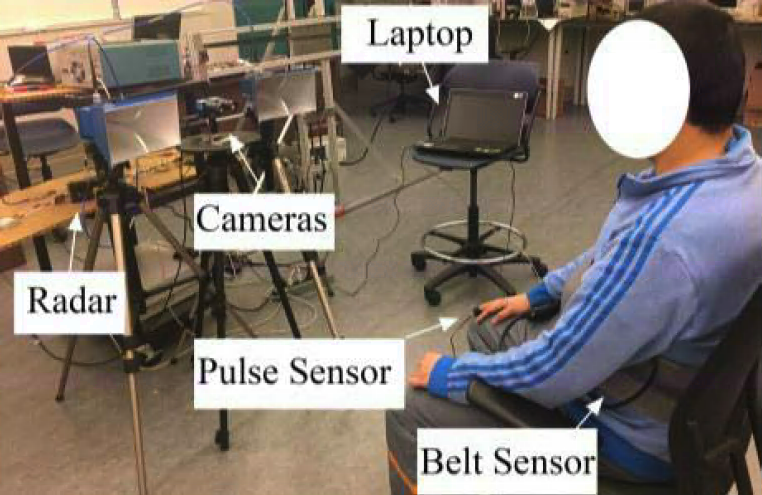 Laptop
Cameras
Radar
Pulse Sensor
Belt Sensor